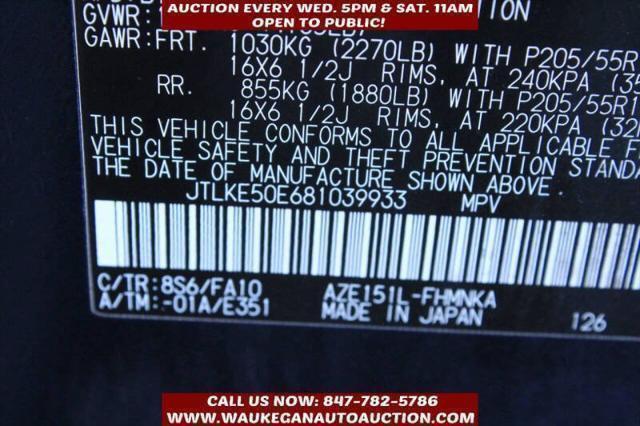 AUCTION EVERY WED. 5PM & SAT. 11AM
OPEN TO PUBLIC!
GVWR:
GAWR: FRT. 1030KG (2270LB) WITH P205/55R
16X6 1/2J RIMS, AT 240KPA (35
RR. 855KG (1880LB) WITH P205/55R1
16X6 1/2J RIMS, AT 220KPA (32
THIS VEHICLE CONFORMS TO ALL APPLICABLE F
VEHICLE SAFETY AND THEFT PREVENTION STANDA
THE DATE OF MANUFACTURE SHOWN ABOVE.
JTLKE50E681039933 MPV
C/TR: 8S6/FA10 AZE151L-FHMNKA
A/TM: -01A/E351 MADE IN JAPAN 126
CALL US NOW: 847-782-5786
WWW.WAUKEGANAUTOAUCTION.COM